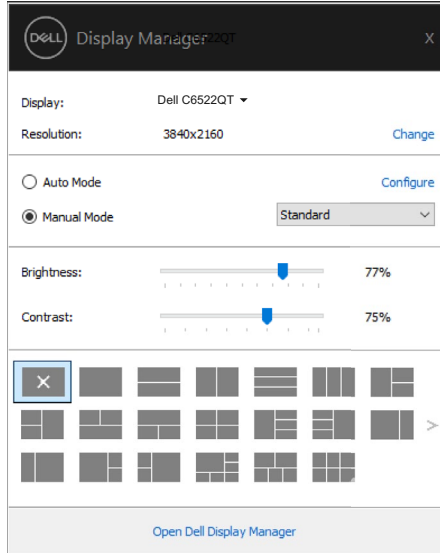 DELL Display Manager X
Display: Dell C6522QT
Resolution: 3840x2160 Change
Auto Mode Configure
Manual Mode Standard
Brightness: 77%
Contrast: 75%
Open Dell Display Manager